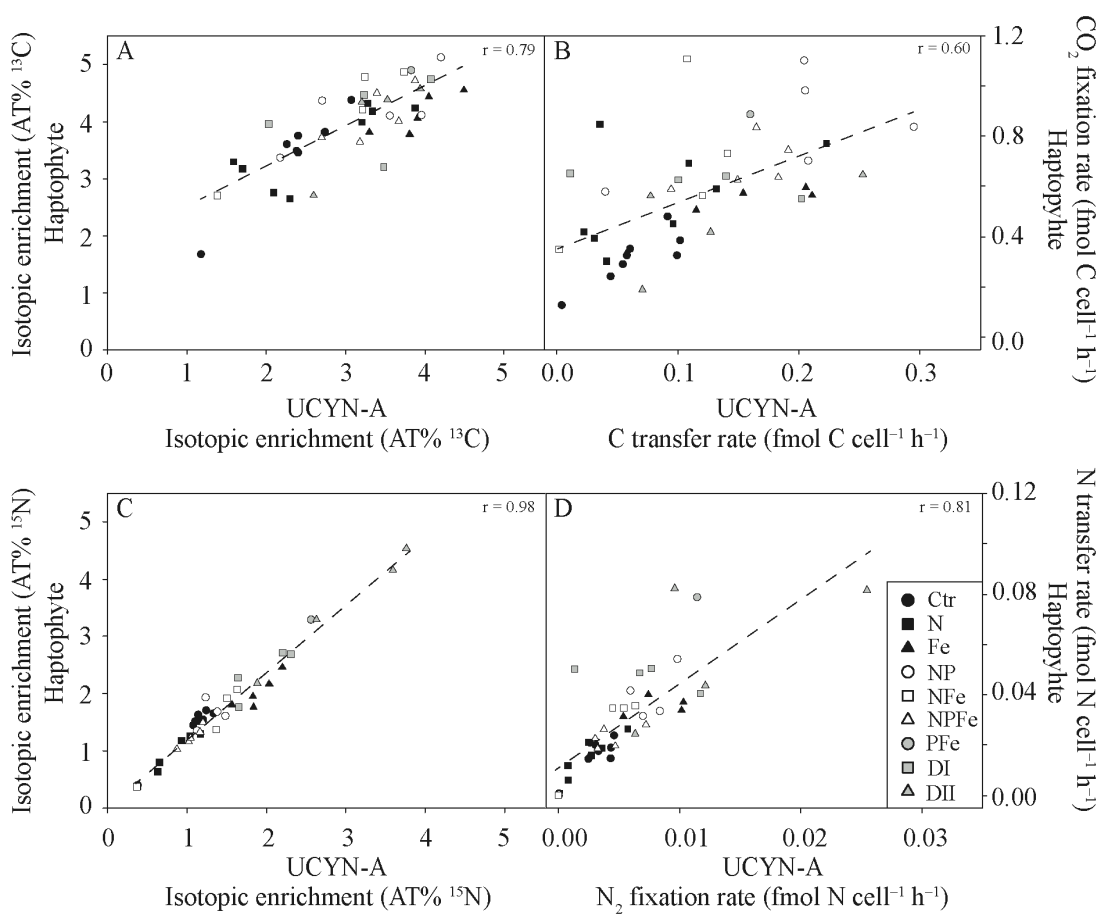 A
r = 0.79
Isotopic enrichment (AT% ¹³C)
Haptophyte
5
4
3
2
1
0
0
1
2
3
4
5
UCYN-A
Isotopic enrichment (AT% ¹³C)
B
r = 0.60
CO₂ fixation rate (fmol C cell⁻¹ h⁻¹)
Haptopyhte
1.2
0.8
0.4
0.0
0.0
0.1
0.2
0.3
UCYN-A
C transfer rate (fmol C cell⁻¹ h⁻¹)
C
r = 0.98
Isotopic enrichment (AT% ¹⁵N)
Haptophyte
5
4
3
2
1
0
0
1
2
3
4
5
UCYN-A
Isotopic enrichment (AT% ¹⁵N)
D
r = 0.81
N transfer rate (fmol N cell⁻¹ h⁻¹)
Haptopyhte
0.12
0.08
0.04
0.00
0.00
0.01
0.02
0.03
UCYN-A
N₂ fixation rate (fmol N cell⁻¹ h⁻¹)
Ctr
N
Fe
NP
NFe
NPFe
PFe
DI
DII